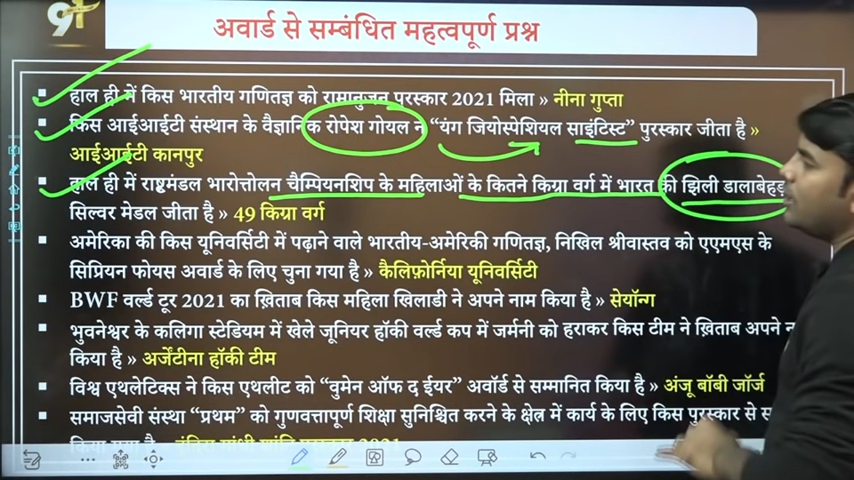 अवार्ड से सम्बंधित महत्वपूर्ण प्रश्न
हाल ही में किस भारतीय गणितज्ञ को रामानुजन पुरस्कार 2021 मिला » नीना गुप्ता
किस आईआईटी संस्थान के वैज्ञानिक रोपेश गोयल ने “यंग जियोस्पेशियल साइंटिस्ट” पुरस्कार जीता है »
आईआईटी कानपुर
हाल ही में राष्ट्रमंडल भारोत्तोलन चैम्पियनशिप के महिलाओं के कितने किग्रा वर्ग में भारत की झिली डालाबेहड़ा
सिल्वर मेडल जीता है » 49 किग्रा वर्ग
अमेरिका की किस यूनिवर्सिटी में पढ़ाने वाले भारतीय-अमेरिकी गणितज्ञ, निखिल श्रीवास्तव को एएमएस के
सिप्रियन फोयस अवार्ड के लिए चुना गया है » कैलिफ़ोर्निया यूनिवर्सिटी
BWF वर्ल्ड टूर 2021 का ख़िताब किस महिला खिलाडी ने अपने नाम किया है » सेयॉन्ग
भुवनेश्वर के कलिगा स्टेडियम में खेले जूनियर हॉकी वर्ल्ड कप में जर्मनी को हराकर किस टीम ने ख़िताब अपने
किया है » अर्जेंटीना हॉकी टीम
विश्व एथलेटिक्स ने किस एथलीट को “वुमेन ऑफ द ईयर” अवॉर्ड से सम्मानित किया है » अंजू बॉबी जॉर्ज
समाजसेवी संस्था “प्रथम” को गुणवत्तापूर्ण शिक्षा सुनिश्चित करने के क्षेत्र में कार्य के लिए किस पुरस्कार से